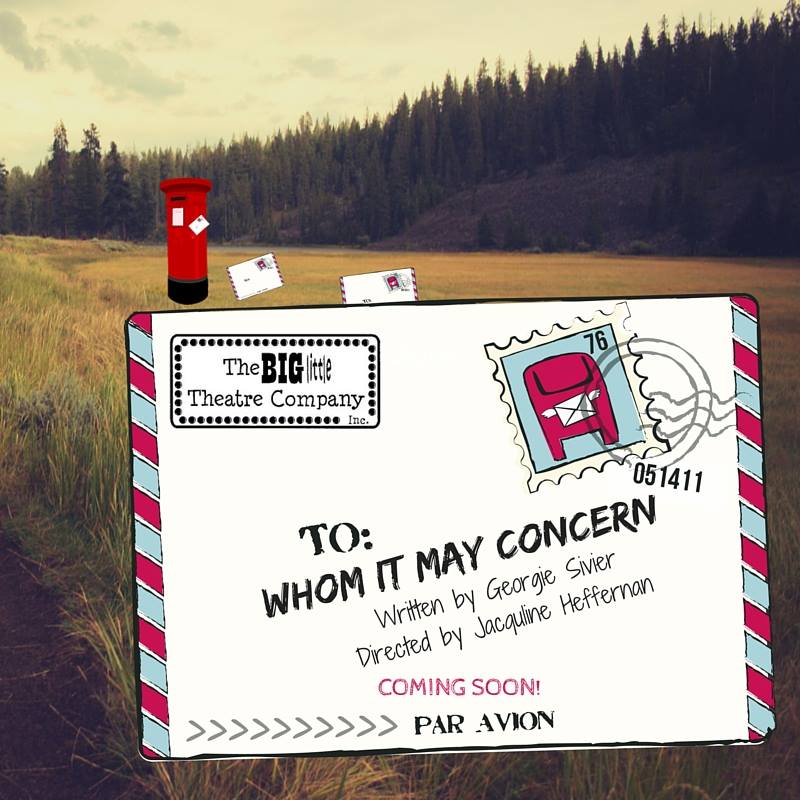 The BIG little
Theatre Company
Inc.
76
051411
TO:
WHOM IT MAY CONCERN
Written by Georgie Sivier
Directed by Jacquline Heffernan
COMING SOON!
>>>>>>>>>>>> PAR AVION